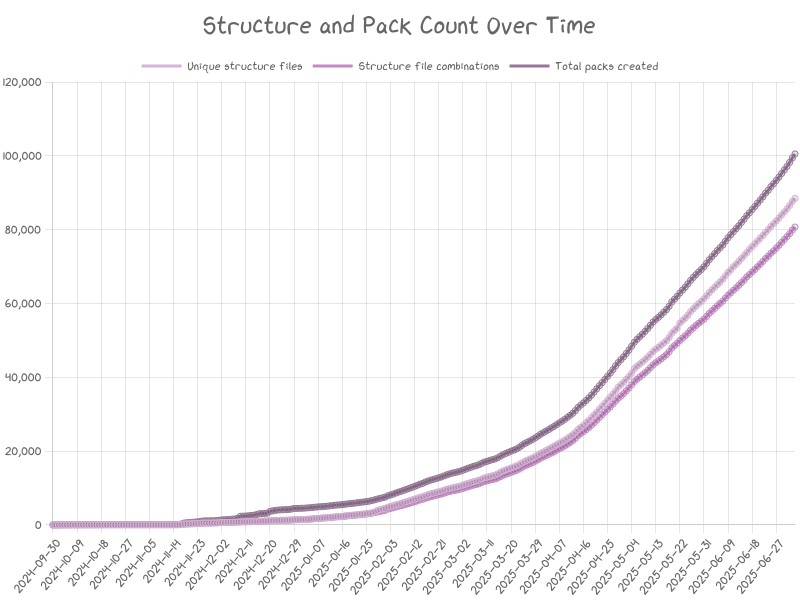 Structure and Pack Count Over Time
Unique structure files Structure file combinations Total packs created
120,000
100,000
80,000
60,000
40,000
20,000
0
2024-09-30 2024-10-09 2024-10-18 2024-10-27 2024-11-05 2024-11-14 2024-11-23 2024-12-02 2024-12-11 2024-12-20 2024-12-29 2025-01-07 2025-01-16 2025-01-25 2025-02-03 2025-02-12 2025-02-21 2025-03-02 2025-03-11 2025-03-20 2025-03-29 2025-04-07 2025-04-16 2025-04-25 2025-05-04 2025-05-13 2025-05-22 2025-05-31 2025-06-09 2025-06-18 2025-06-27